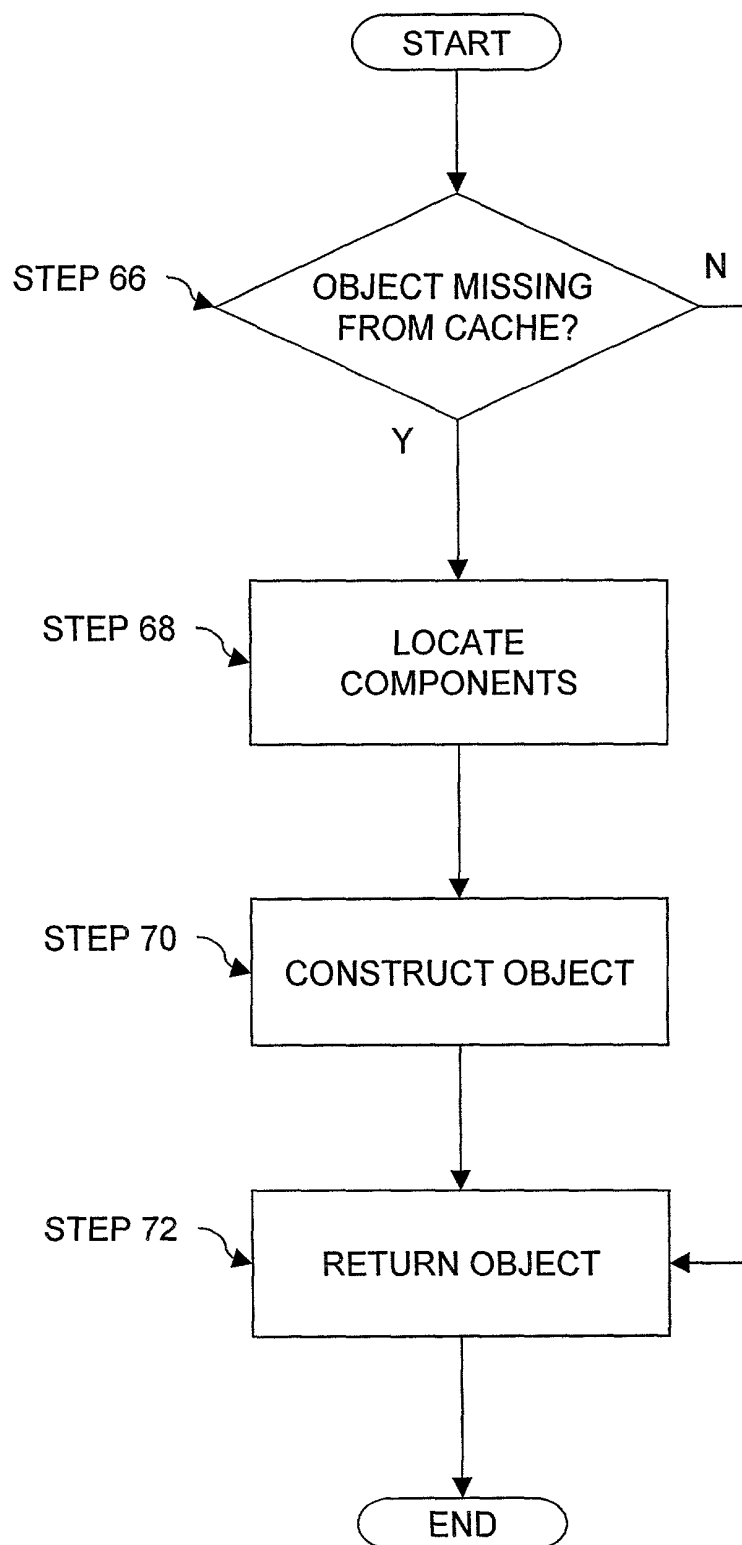 START
STEP 66
OBJECT MISSING
FROM CACHE?
N
Y
STEP 68
LOCATE
COMPONENTS
STEP 70
CONSTRUCT OBJECT
STEP 72
RETURN OBJECT
END